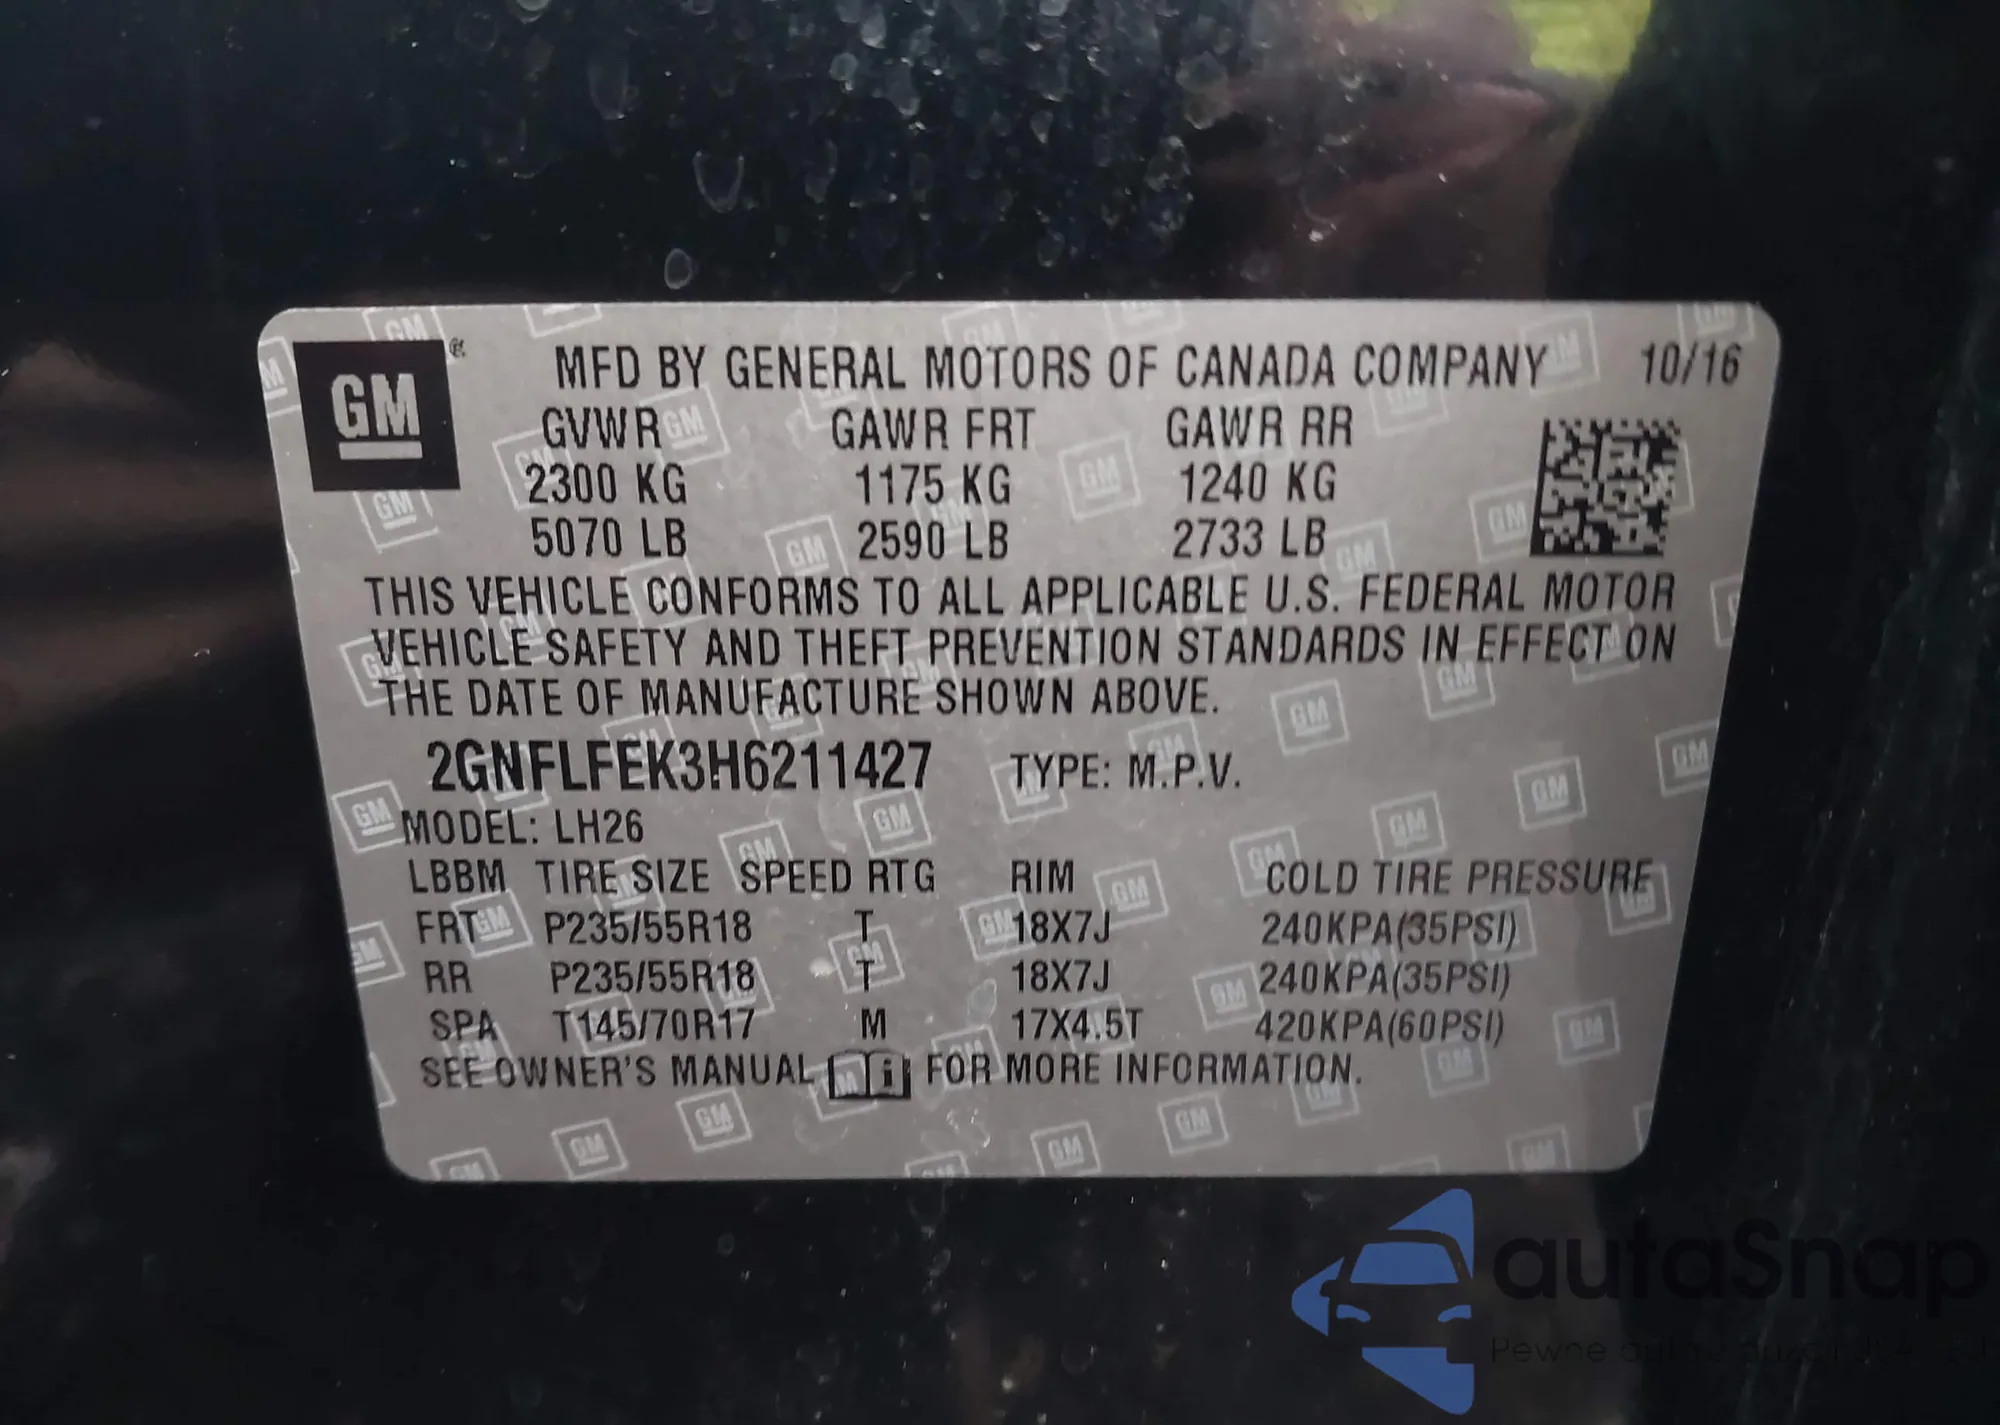 GM
MFD BY GENERAL MOTORS OF CANADA COMPANY 10/16
GVWR GAWR FRT GAWR RR
2300 KG 1175 KG 1240 KG
5070 LB 2590 LB 2733 LB
THIS VEHICLE CONFORMS TO ALL APPLICABLE U.S. FEDERAL MOTOR
VEHICLE SAFETY AND THEFT PREVENTION STANDARDS IN EFFECT ON
THE DATE OF MANUFACTURE SHOWN ABOVE.
2GNFLFEK3H6211427 TYPE: M.P.V.
MODEL: LH26
LBBM TIRE SIZE SPEED RTG RIM COLD TIRE PRESSURE
FRT P235/55R18 T 18X7J 240KPA(35PSI)
RR P235/55R18 T 18X7J 240KPA(35PSI)
SPA T145/70R17 M 17X4.5T 420KPA(60PSI)
SEE OWNER'S MANUAL FOR MORE INFORMATION.
autaSnap
Pewne